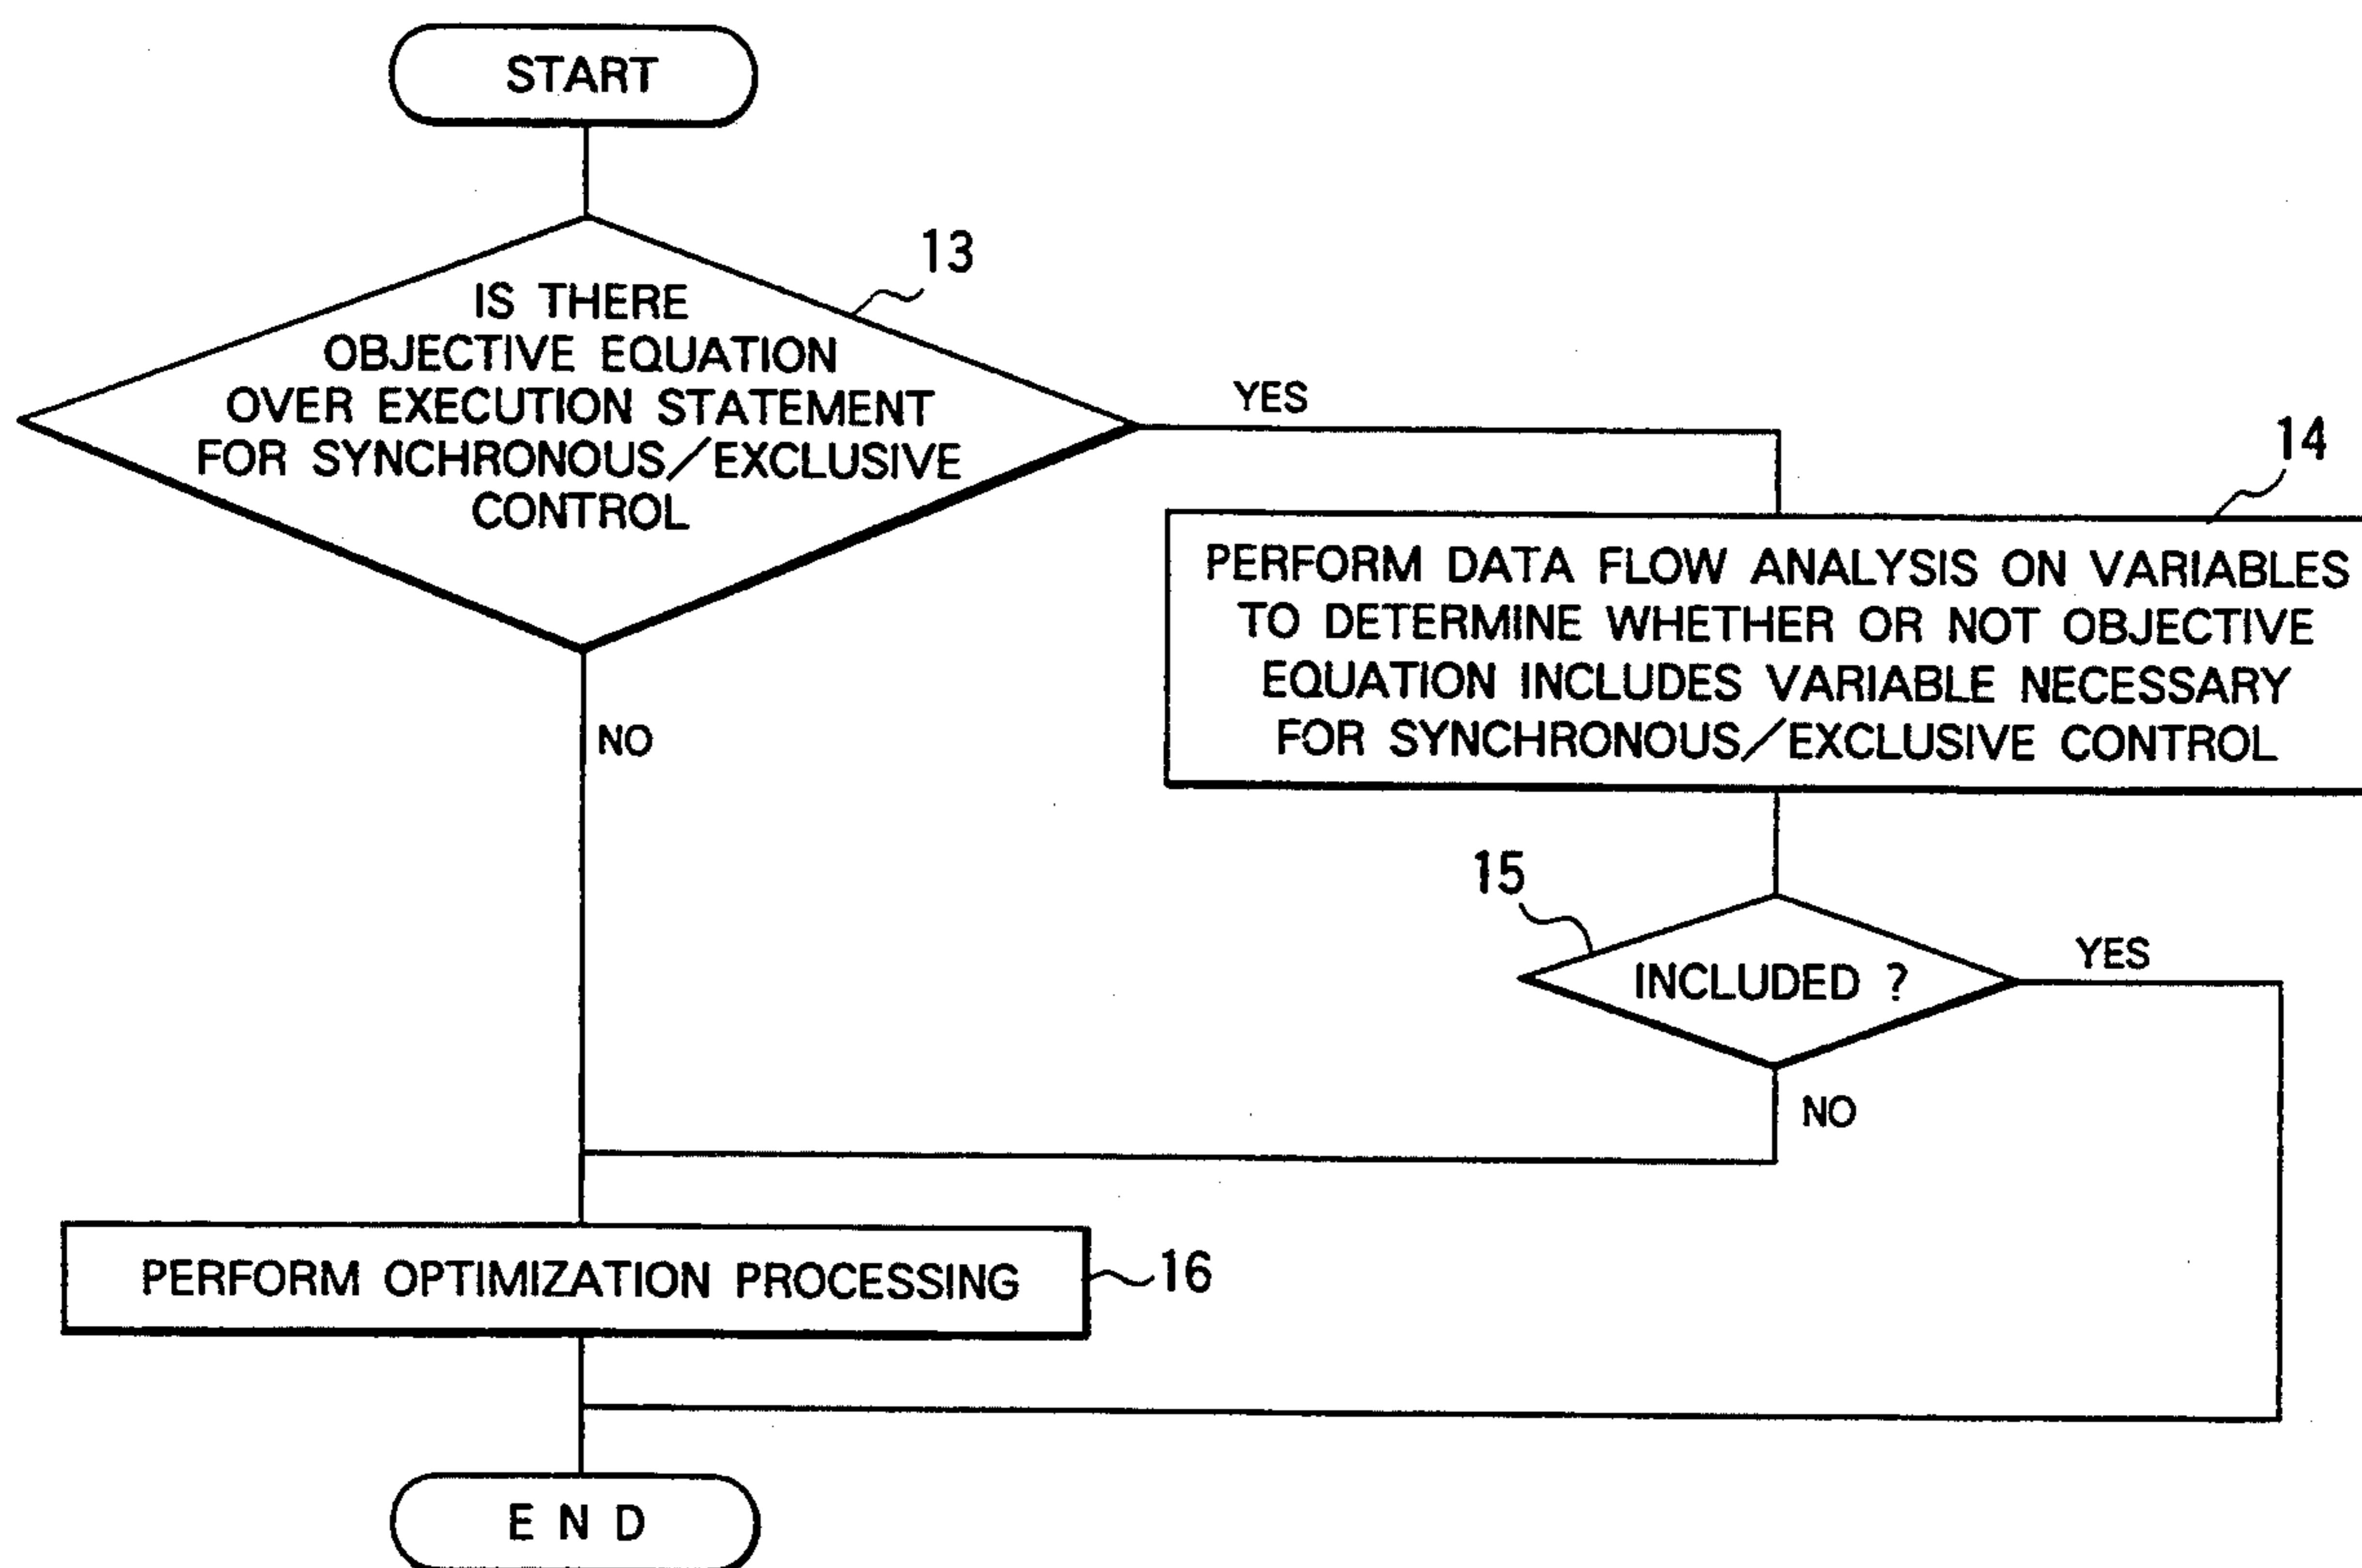 START
13
IS THERE
OBJECTIVE EQUATION
OVER EXECUTION STATEMENT
FOR SYNCHRONOUS/EXCLUSIVE
CONTROL
YES
NO
14
PERFORM DATA FLOW ANALYSIS ON VARIABLES
TO DETERMINE WHETHER OR NOT OBJECTIVE
EQUATION INCLUDES VARIABLE NECESSARY
FOR SYNCHRONOUS/EXCLUSIVE CONTROL
15
INCLUDED ?
YES
NO
PERFORM OPTIMIZATION PROCESSING
16
E N D